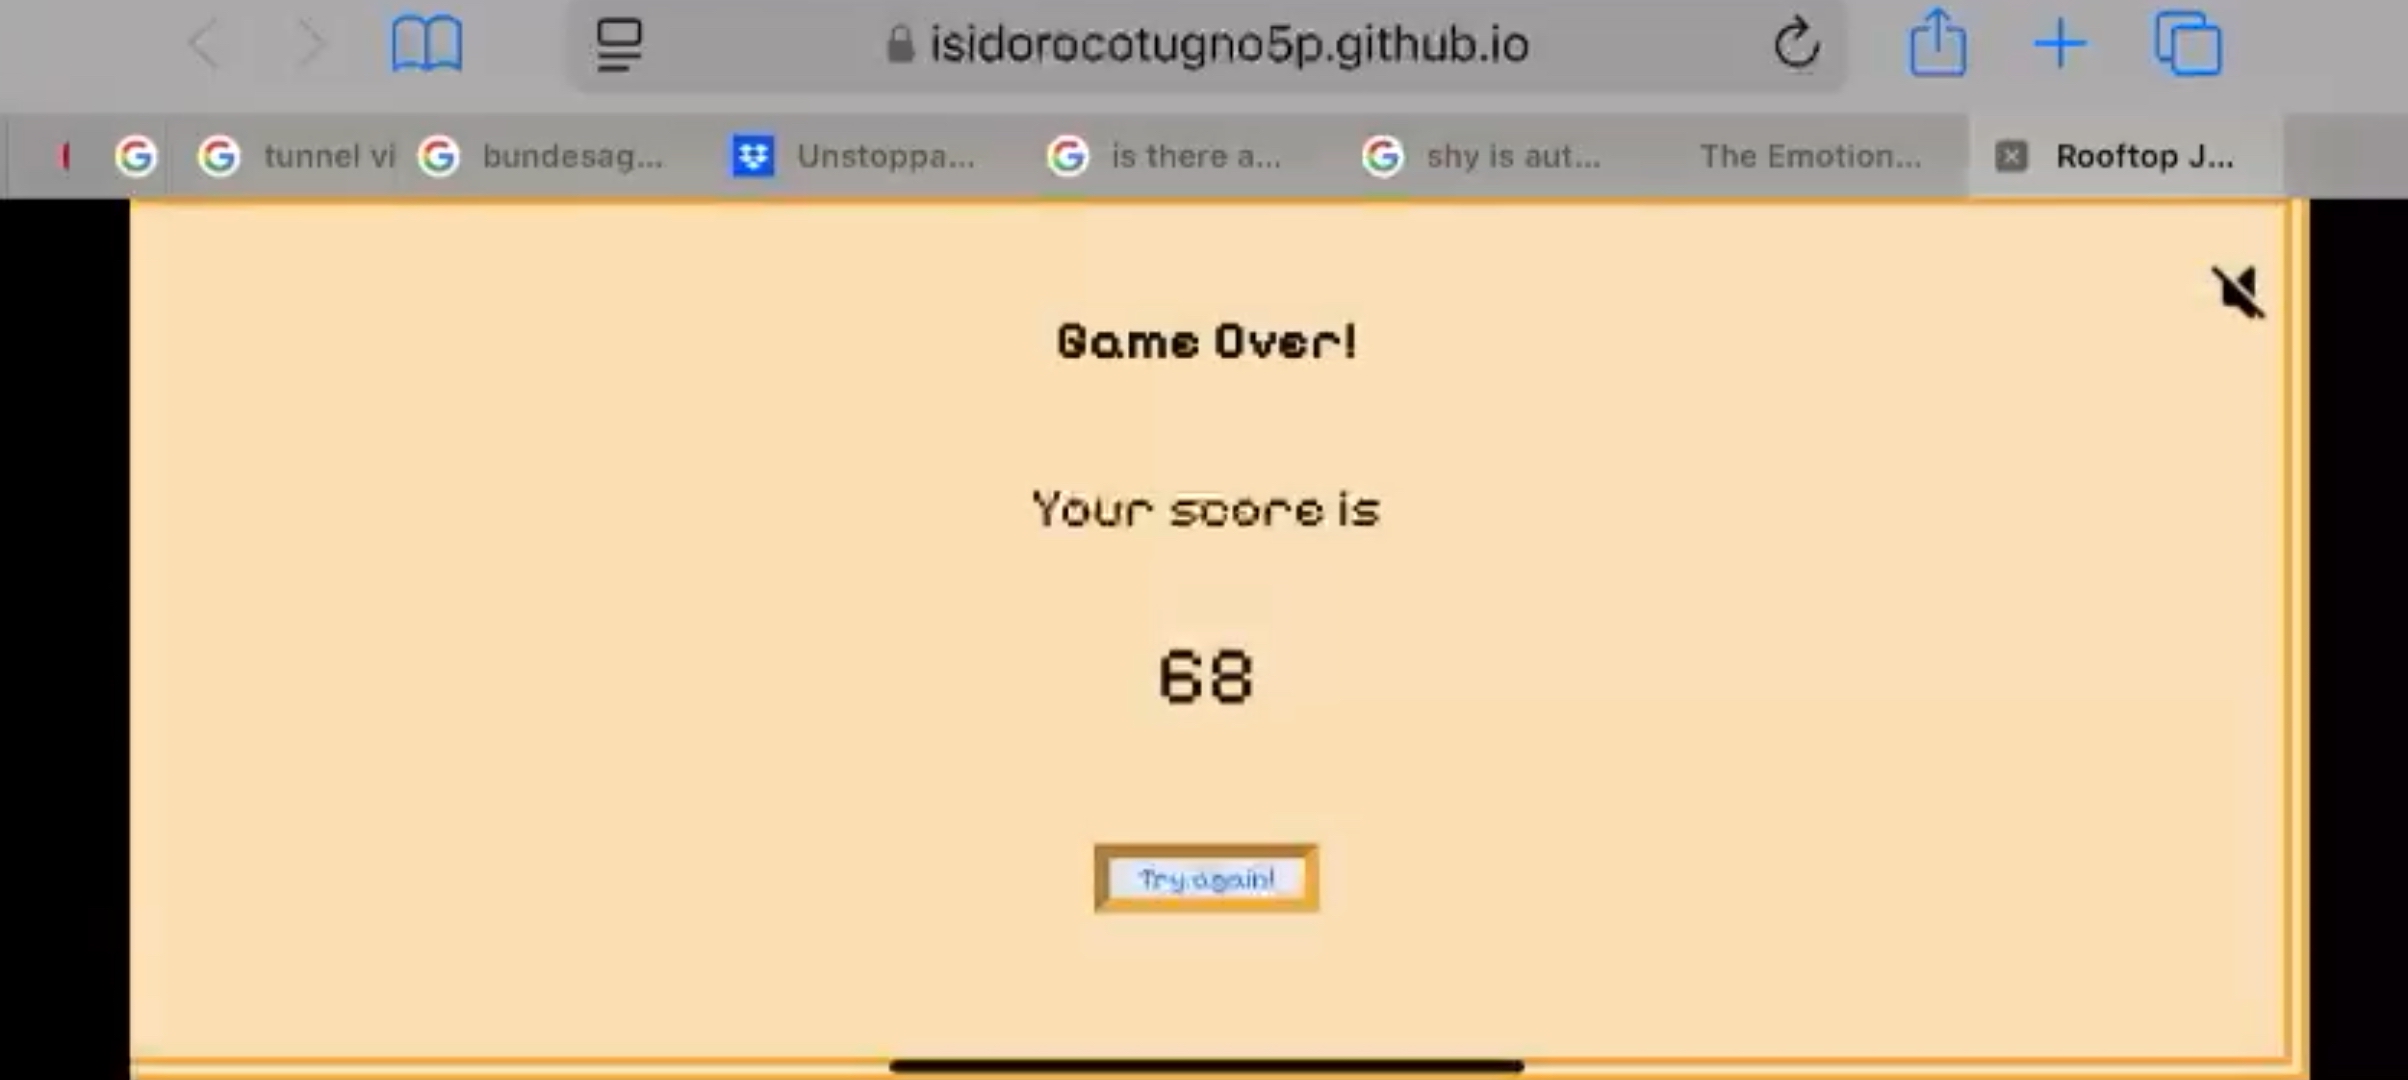 isidorocotugno5p.github.io
tunnel vi
bundesag...
Unstoppa...
is there a...
shy is aut...
The Emotion...
Rooftop J...
Game Over!
Your score is
68
Try again!